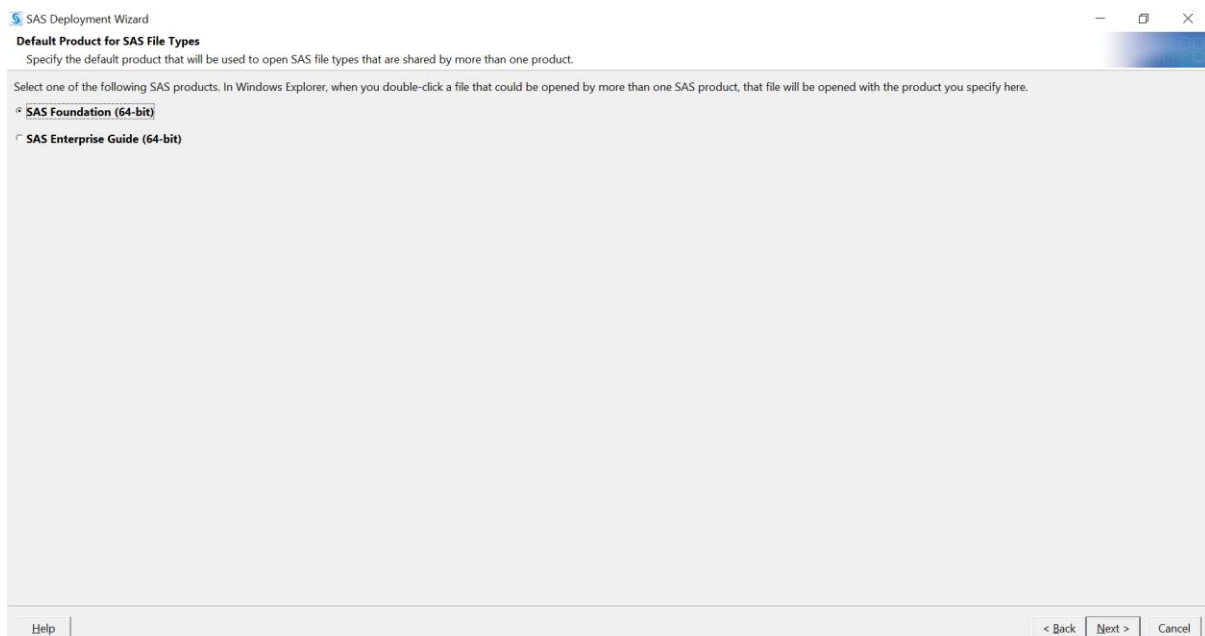 SAS Deployment Wizard
Default Product for SAS File Types
Specify the default product that will be used to open SAS file types that are shared by more than one product.
Select one of the following SAS products. In Windows Explorer, when you double-click a file that could be opened by more than one SAS product, that file will be opened with the product you specify here.
SAS Foundation (64-bit)
SAS Enterprise Guide (64-bit)
Help < Back Next > Cancel